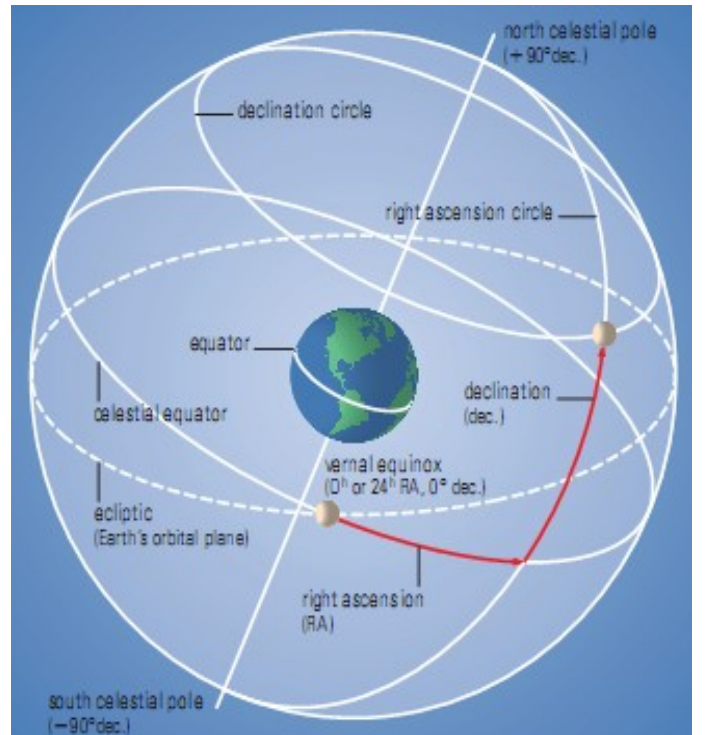 north celestial pole
(+90°dec.)
declination circle
right ascension circle
equator
declination
(dec.)
celestial equator
vernal equinox
(0ʰ or 24ʰ RA, 0° dec.)
ecliptic
(Earth's orbital plane)
right ascension
(RA)
south celestial pole
(−90°dec.)